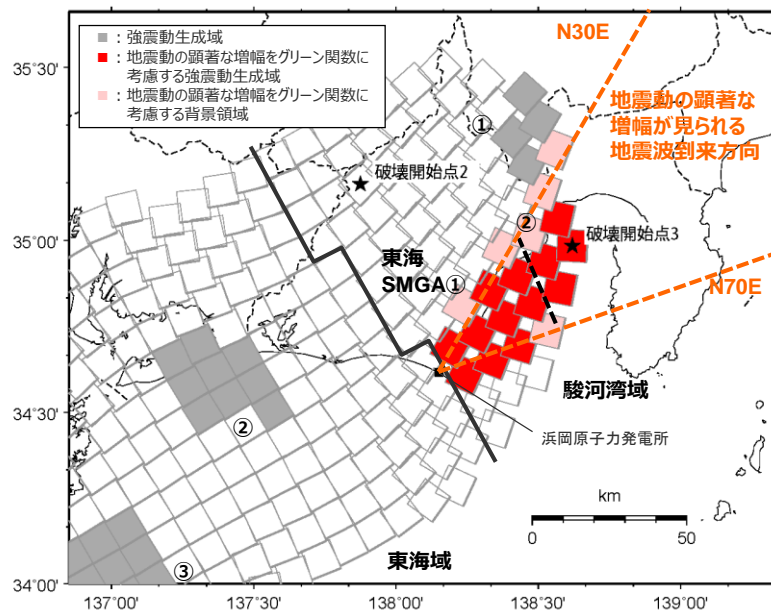 ：強震動生成域
：地震動の顕著な増幅をグリーン関数に
考慮する強震動生成域
：地震動の顕著な増幅をグリーン関数に
考慮する背景領域
N30E
地震動の顕著な
増幅が見られる
地震波到来方向
①
★破壊開始点2
②
★破壊開始点3
東海
SMGA①
N70E
駿河湾域
②
浜岡原子力発電所
km
0
50
東海域
③
35°30'
35°00'
34°30'
34°00'
137°00'
137°30'
138°00'
138°30'
139°00'